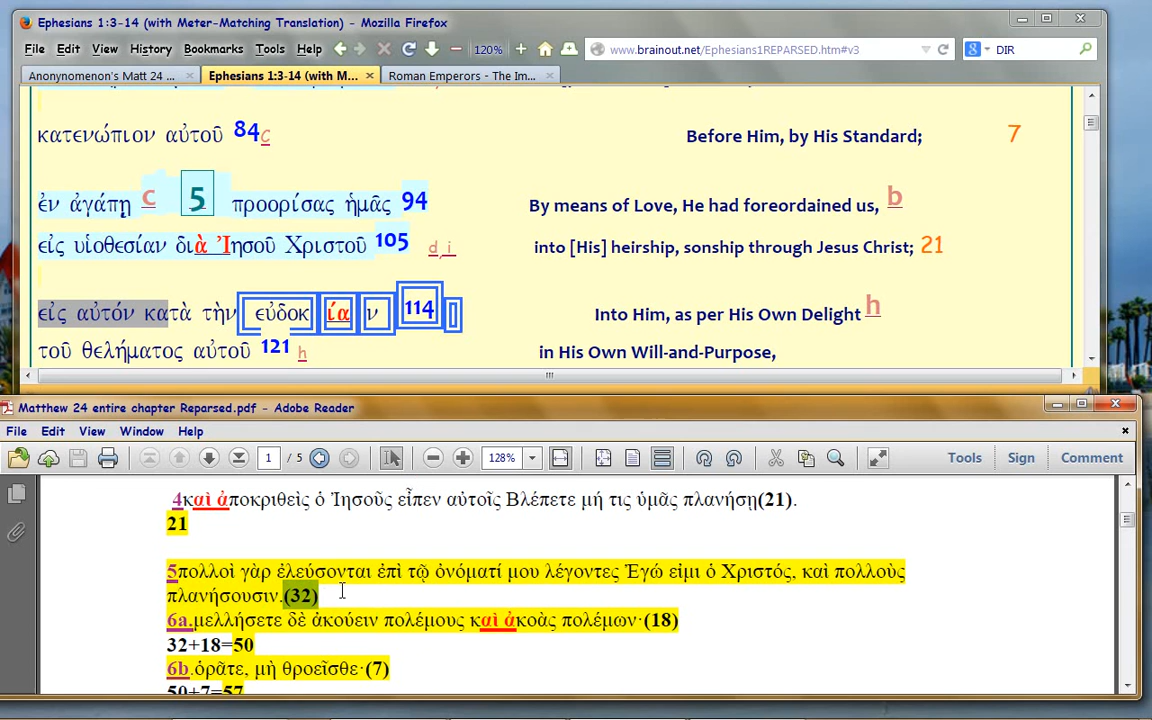 Ephesians 1:3-14 (with Meter-Matching Translation) - Mozilla Firefox
File Edit View History Bookmarks Tools Help 120% www.brainout.net/Ephesians1REPARSED.htm#v3 DIR
Anonynomenon's Matt 24 ... Ephesians 1:3-14 (with M... Roman Emperors - The Im...
κατενώπιον αὐτοῦ 84c Before Him, by His Standard; 7
ἐν ἀγάπῃ c 5 προορίσας ἡμᾶς 94 By means of Love, He had foreordained us, b
εἰς υἱοθεσίαν διὰ Ἰησοῦ Χριστοῦ 105 d,i into [His] heirship, sonship through Jesus Christ; 21
εἰς αὐτόν κατὰ τὴν εὐδοκίαν 114 Into Him, as per His Own Delight h
τοῦ θελήματος αὐτοῦ 121 h in His Own Will-and-Purpose,
Matthew 24 entire chapter Reparsed.pdf - Adobe Reader
File Edit View Window Help
1 / 5 128% Tools Sign Comment
4καὶ ἀποκριθεὶς ὁ Ἰησοῦς εἶπεν αὐτοῖς Βλέπετε μή τις ὑμᾶς πλανήσῃ(21).
21
5πολλοὶ γὰρ ἐλεύσονται ἐπὶ τῷ ὀνόματί μου λέγοντες Ἐγώ εἰμι ὁ Χριστός, καὶ πολλοὺς
πλανήσουσιν.(32)
6a.μελλήσετε δὲ ἀκούειν πολέμους καὶ ἀκοὰς πολέμων·(18)
32+18=50
6b.ὁρᾶτε, μὴ θροεῖσθε·(7)
50+7=57